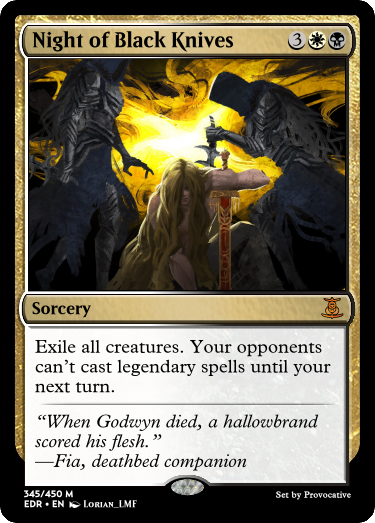 Night of Black Knives 3
Sorcery
Exile all creatures. Your opponents
can't cast legendary spells until your
next turn.
“When Godwyn died, a hallowbrand
scored his flesh.”
—Fia, deathbed companion
345/450 M
EDR • EN Lorian_LMF
Set by Provocative